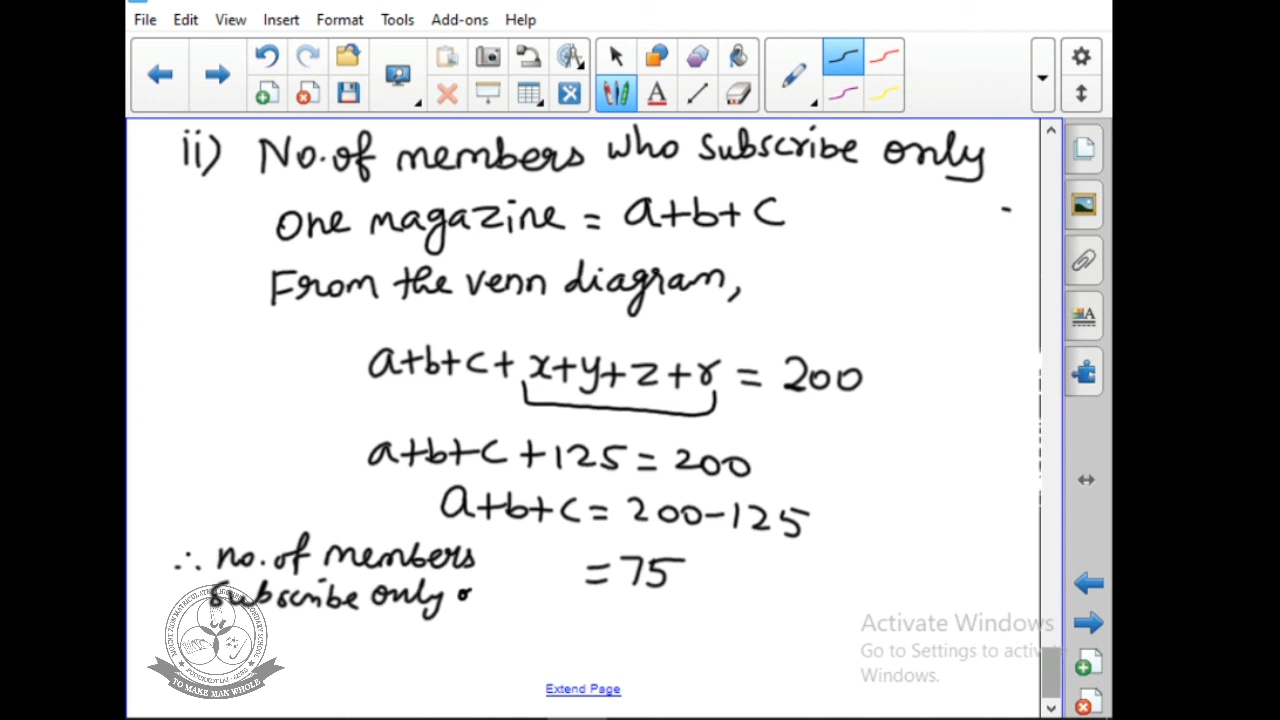 File Edit View Insert Format Tools Add-ons Help
ii) No. of members who subscribe only
one magazine = a+b+c
From the venn diagram,
a+b+c+x+y+z+r = 200
a+b+c+125=200
a+b+c=200-125
∴ no. of members =75
subscribe only o
TO MAKE MAN WHOLE
Activate Windows
Go to Settings to activ
Windows.
Extend Page